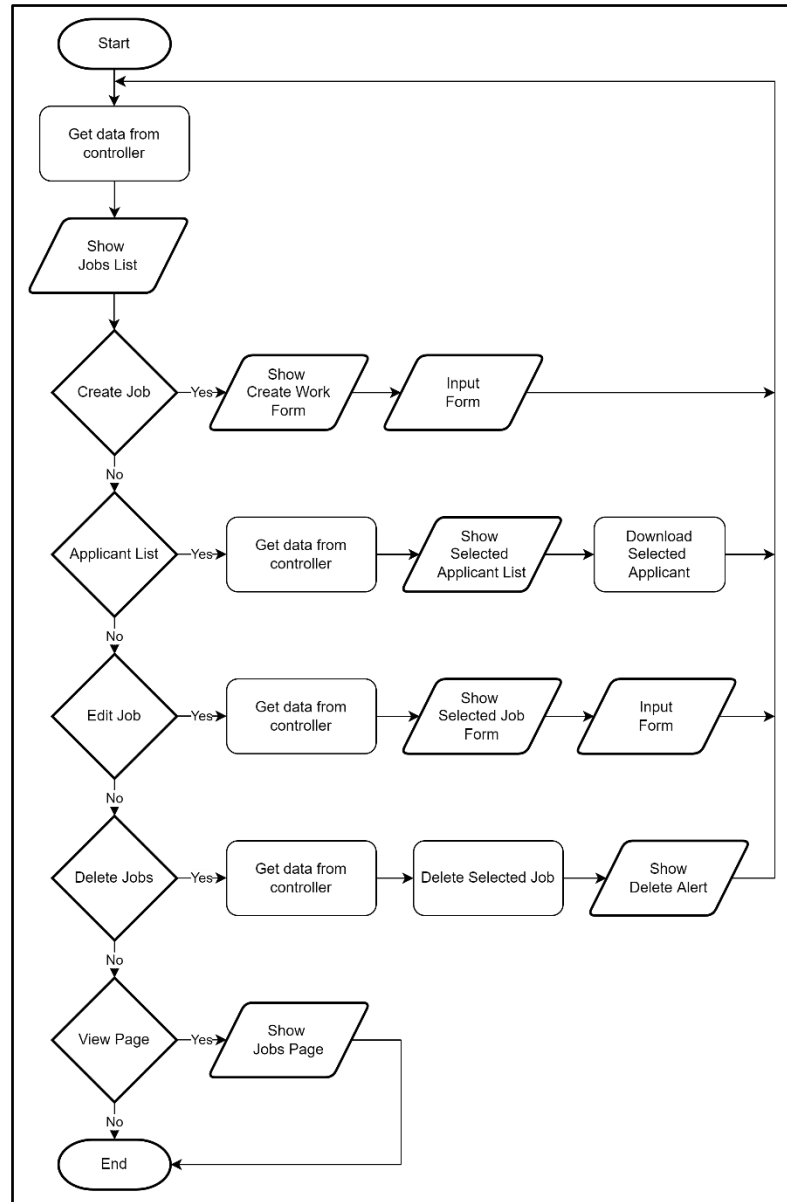 Start
Get data from
controller
Show
Jobs List
Create Job
Yes
Show
Create Work
Form
Input
Form
No
Applicant List
Yes
Get data from
controller
Show
Selected
Applicant List
Download
Selected
Applicant
No
Edit Job
Yes
Get data from
controller
Show
Selected Job
Form
Input
Form
No
Delete Jobs
Yes
Get data from
controller
Delete Selected Job
Show
Delete Alert
No
View Page
Yes
Show
Jobs Page
No
End